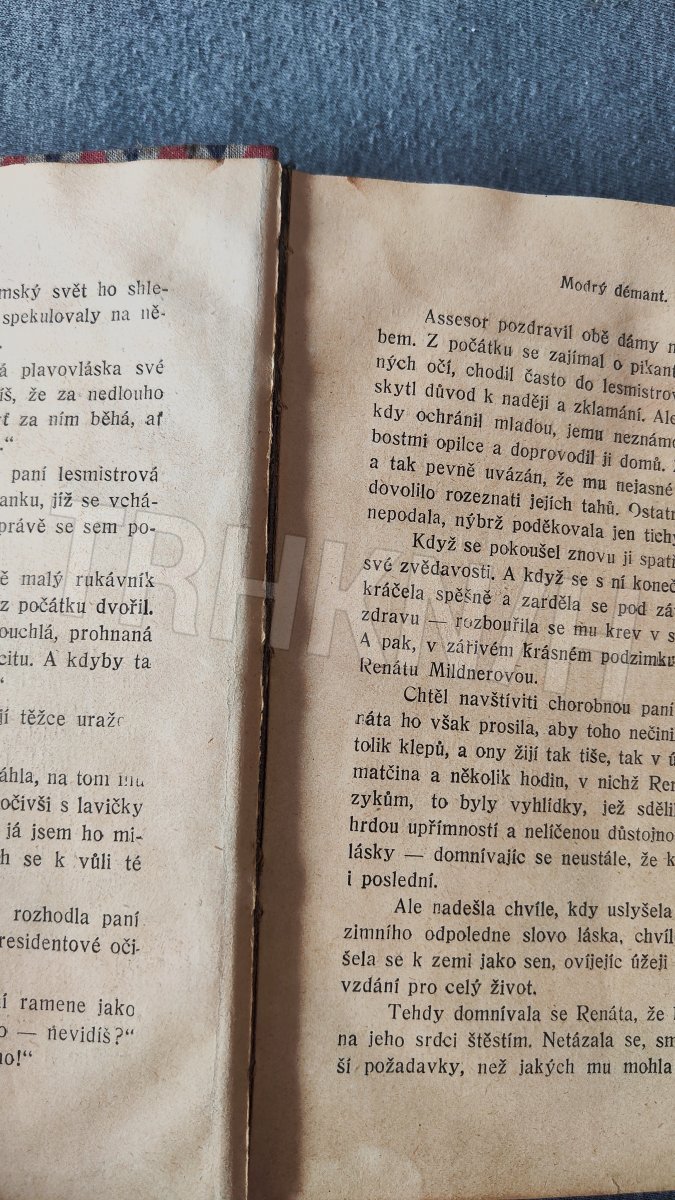 mský svět ho shle-
spekulovaly na ně-
á plavovláska své
íš, že za nedlouho
ť za ním běhá, ať
.“
paní lesmistrová
anku, jíž se vchá-
právě se sem po-
ě malý rukávník
z počátku dvořil.
ouchlá, prohnaná
citu. A kdyby ta
“
jí těžce uraže
áhla, na tom mu
očivši s lavičky
já jsem ho mi-
h se k vůli té
rozhodla paní
residentové oči-
í ramene jako
o — nevidíš?“
no!“
Modrý démant.
Assesor pozdravil obě dámy
bem. Z počátku se zajímal o pikant
ných očí, chodil často do lesmistrov
skytl důvod k naději a zklamání. Ale
kdy ochránil mladou, jemu neznámo
bostmi opilce a doprovodil ji domů.
a tak pevně uvázán, že mu nejasné
dovolilo rozeznati jejích tahů. Ostatn
nepodala, nýbrž poděkovala jen tichý
Když se pokoušel znovu ji spatř
své zvědavosti. A když se s ní koneč
kráčela spěšně a zarděla se pod zá
zdravu — rozbouřila se mu krev v s
A pak, v zářivém krásném podzimku
Renátu Mildnerovou.
Chtěl navštíviti chorobnou paní
náta ho však prosila, aby toho nečini
tolik klepů, a ony žijí tak tiše, tak v ú
matčina a několik hodin, v nichž Ren
zykům, to byly vyhlídky, jež sdělil
hrdou upřímností a nelíčenou důstojno
lásky — domnívajíc se neustále, že k
i poslední.
Ale nadešla chvíle, kdy uslyšela
zimního odpoledne slovo láska, chvíl
šela se k zemi jako sen, ovíjejíc úžeji
vzdání pro celý život.
Tehdy domnívala se Renáta, že
na jeho srdci štěstím. Netázala se, sm
ší požadavky, než jakých mu mohla
TRHKNIH